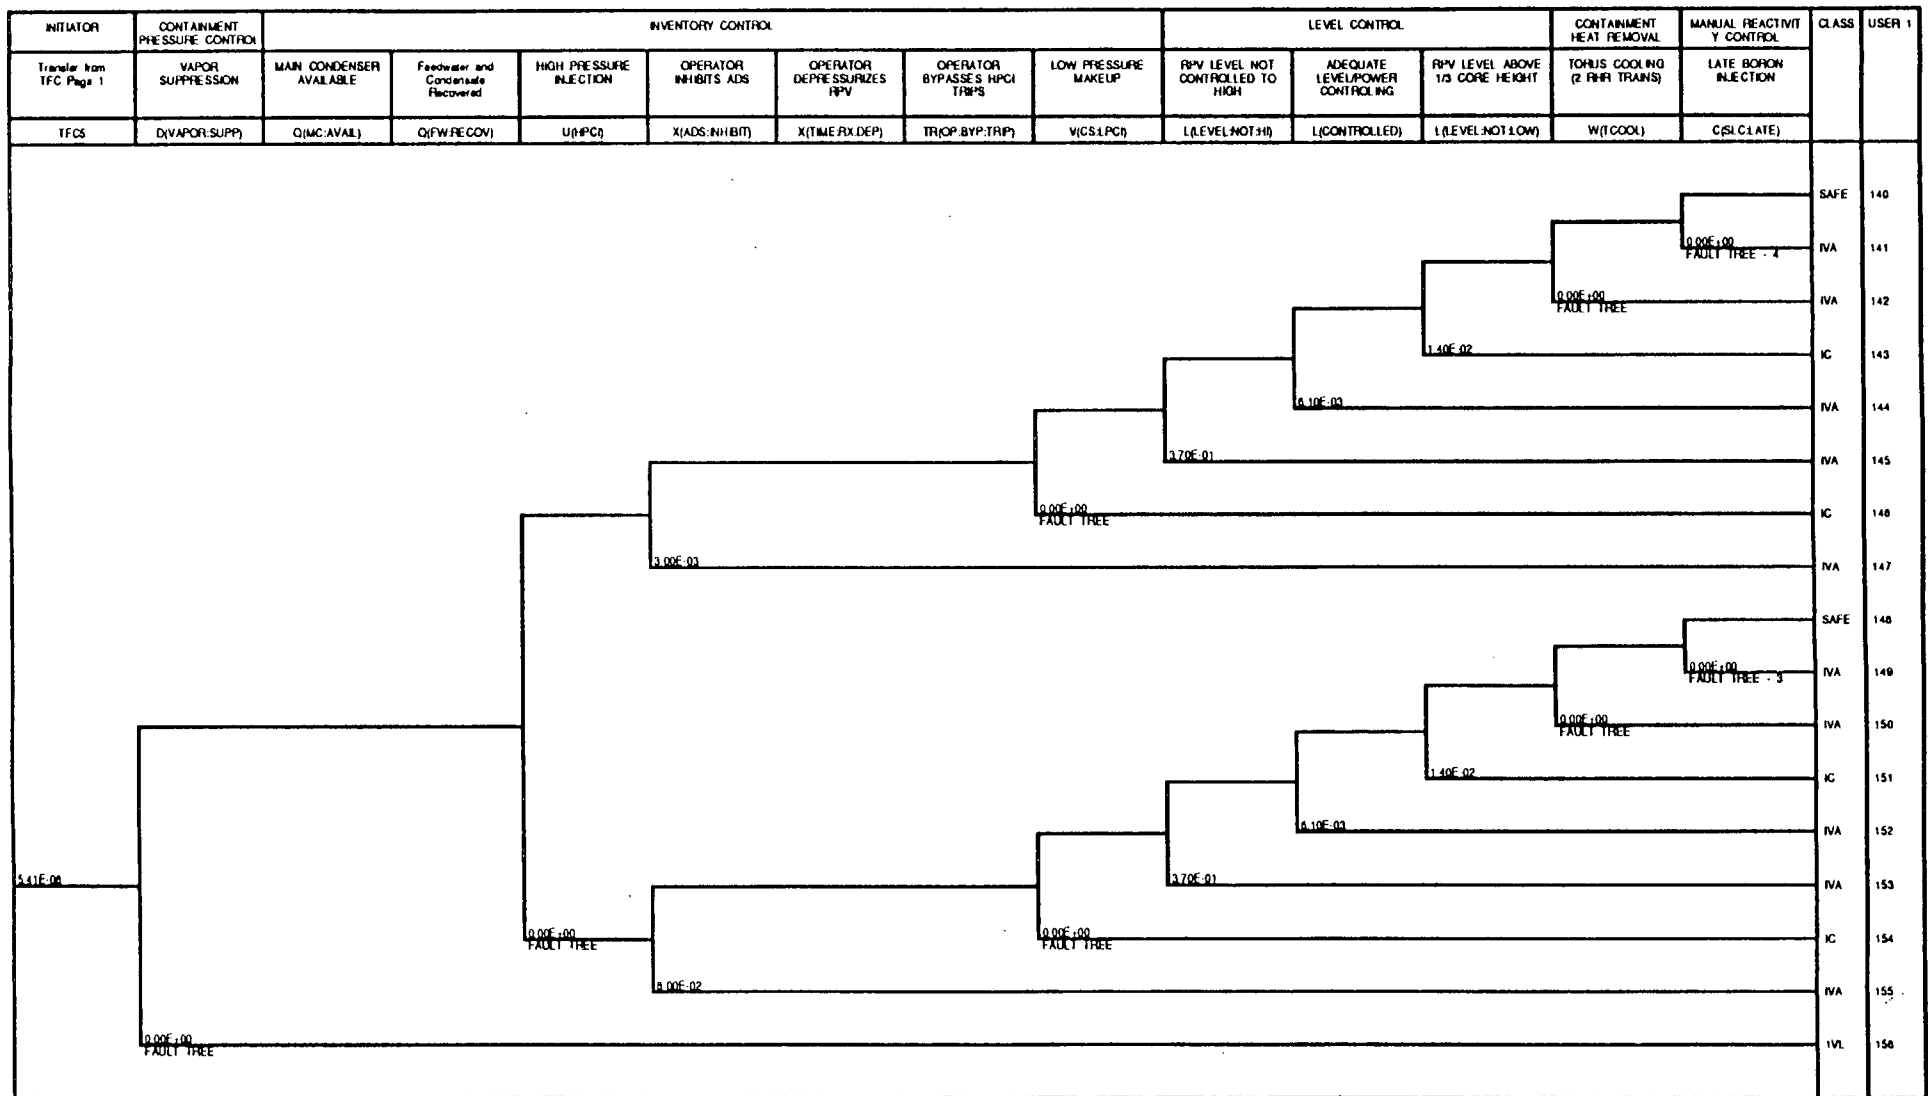 INITIATOR
CONTAINMENT PRESSURE CONTROL
INVENTORY CONTROL
LEVEL CONTROL
CONTAINMENT HEAT REMOVAL
MANUAL REACTIVIT Y CONTROL
CLASS
USER 1
Transfer from TFC Page 1
VAPOR SUPPRESSION
MAIN CONDENSER AVAILABLE
Feedwater and Condensate Recovered
HIGH PRESSURE INJECTION
OPERATOR INHIBITS ADS
OPERATOR DEPRESSURIZES RPV
OPERATOR BYPASSES HPCI TRIPS
LOW PRESSURE MAKEUP
RPV LEVEL NOT CONTROLLED TO HIGH
ADEQUATE LEVEL/POWER CONTROLING
RPV LEVEL ABOVE 1/3 CORE HEIGHT
TORUS COOLING (2 RHR TRAINS)
LATE BORON INJECTION
TFC5
D(VAPOR:SUPP)
Q(MC:AVAIL)
Q(FW:RECOV)
U(HPCI)
X(ADS:INHIBIT)
X(TIME:RX.DEP)
TR(OP:BYP:TRIP)
V(CS:LPCI)
L(LEVEL:NOT:HI)
L(CONTROLLED)
L(LEVEL:NOT:LOW)
W(TCOOL)
C(SLC:LATE)
SAFE 140
0.00E+00
FAULT TREE - 4
IVA 141
0.00E+00
FAULT TREE
IVA 142
1.40E-02
IC 143
6.10E-03
IVA 144
3.70E-01
IVA 145
0.00E+00
FAULT TREE
IC 146
3.00E-03
IVA 147
SAFE 148
0.00E+00
FAULT TREE - 3
IVA 149
0.00E+00
FAULT TREE
IVA 150
1.40E-02
IC 151
6.10E-03
IVA 152
5.41E-06
3.70E-01
IVA 153
0.00E+00
FAULT TREE
0.00E+00
FAULT TREE
IC 154
6.00E-02
IVA 155
0.00E+00
FAULT TREE
IVL 156